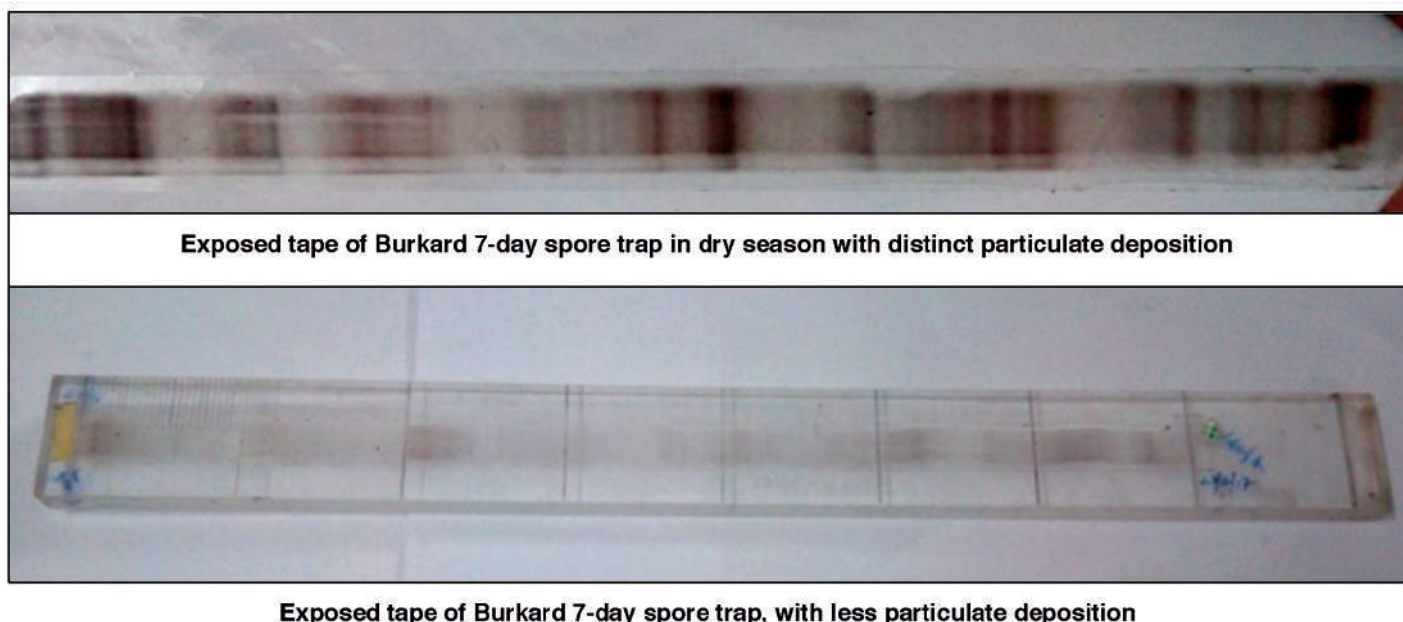 Exposed tape of Burkard 7-day spore trap in dry season with distinct particulate deposition
Exposed tape of Burkard 7-day spore trap, with less particulate deposition